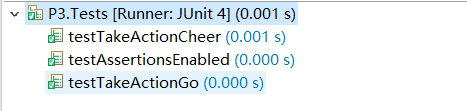 P3.Tests [Runner: JUnit 4] (0.001 s)
testTakeActionCheer (0.001 s)
testAssertionsEnabled (0.000 s)
testTakeActionGo (0.000 s)